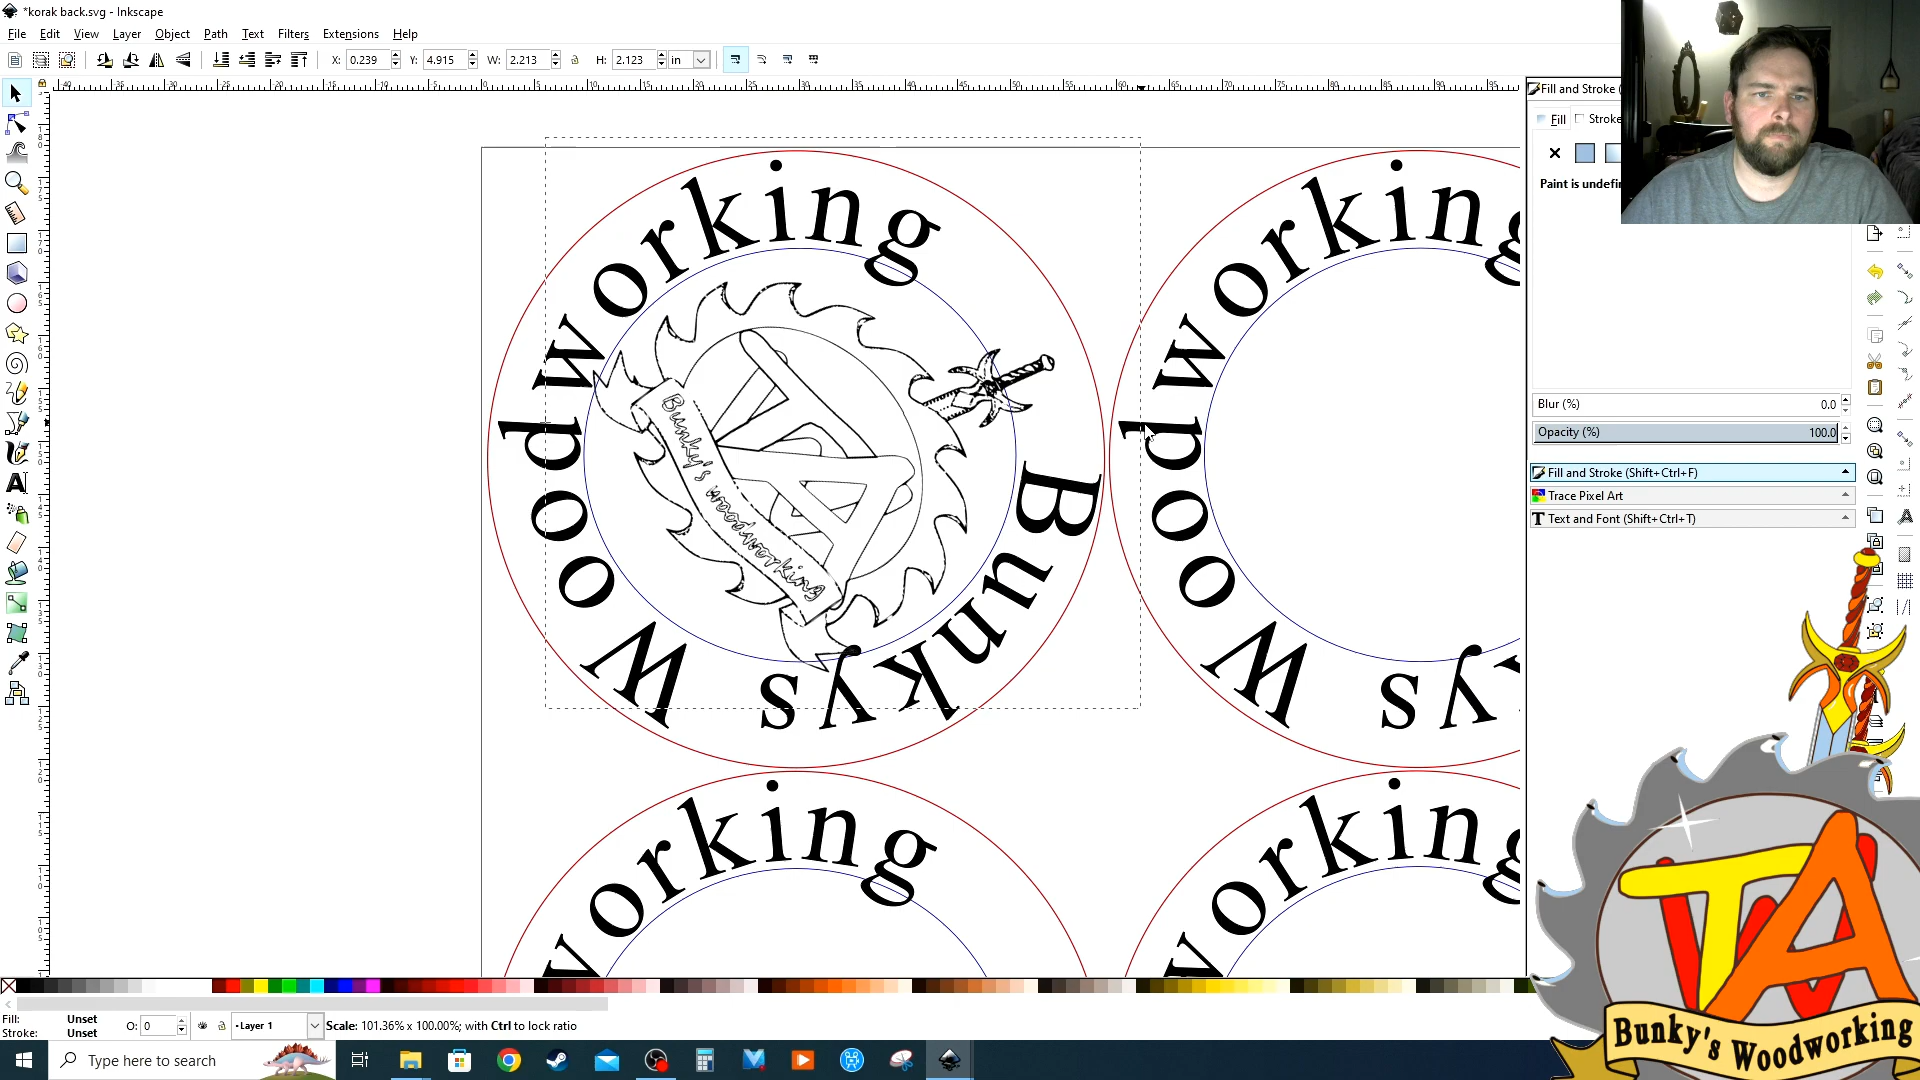 *korak back.svg - Inkscape
File Edit View Layer Object Path Text Filters Extensions Help
X: 0.239 Y: 4.915 W: 2.213 H: 2.123 in
Fill and Stroke (
Fill Stroke
Paint is undefi
Blur (%) 0.0
Opacity (%) 100.0
Fill and Stroke (Shift+Ctrl+F)
Trace Pixel Art
Text and Font (Shift+Ctrl+T)
Bunkys Woodworking
Bunky's Woodworking
kys Woodworking
working
working
TWA
Bunky's Woodworking
Fill: Unset
Stroke: Unset
O: 0
Layer 1
Scale: 101.36% x 100.00%; with Ctrl to lock ratio
Type here to search